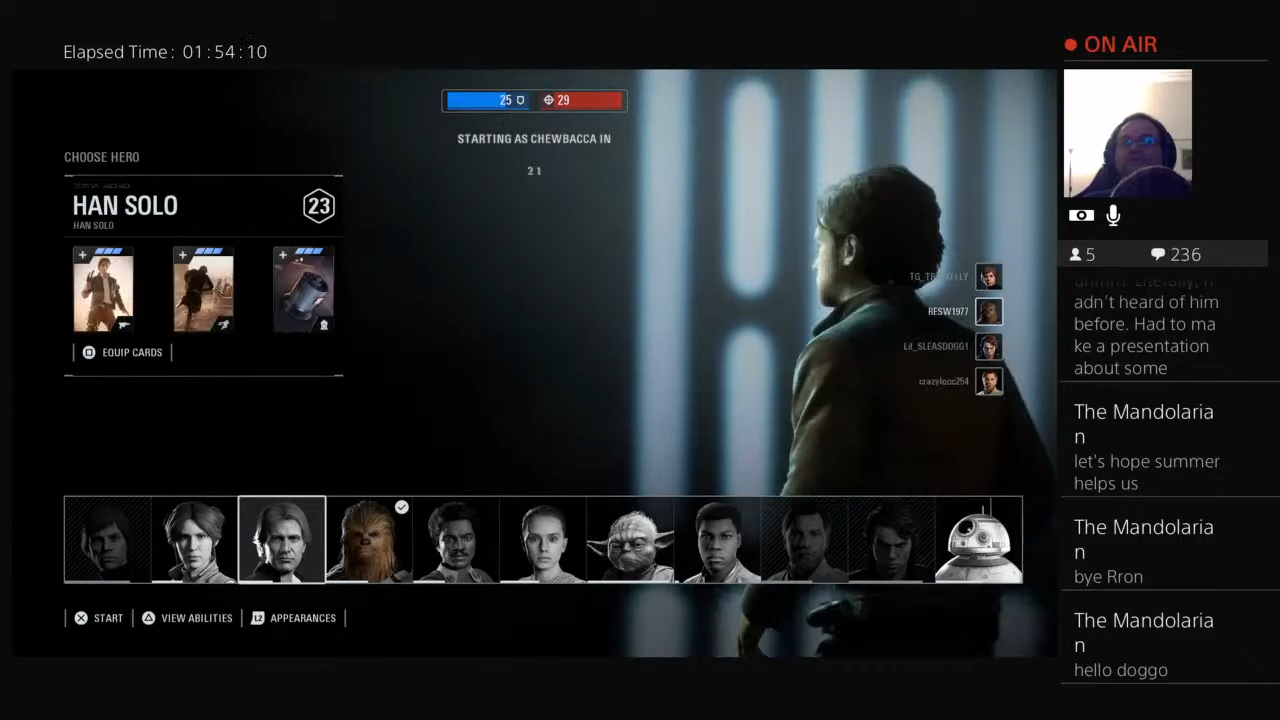 Elapsed Time: 01:54:10
ON AIR
25 29
STARTING AS CHEWBACCA IN
21
CHOOSE HERO
HAN SOLO
23
HAN SOLO
EQUIP CARDS
RESW1977
Lil_SLEASDOGG1
crazylocc254
START
VIEW ABILITIES
L2 APPEARANCES
5 236
adn't heard of him
before. Had to ma
ke a presentation
about some
The Mandolaria
n
let's hope summer
helps us
The Mandolaria
n
bye Rron
The Mandolaria
n
hello doggo